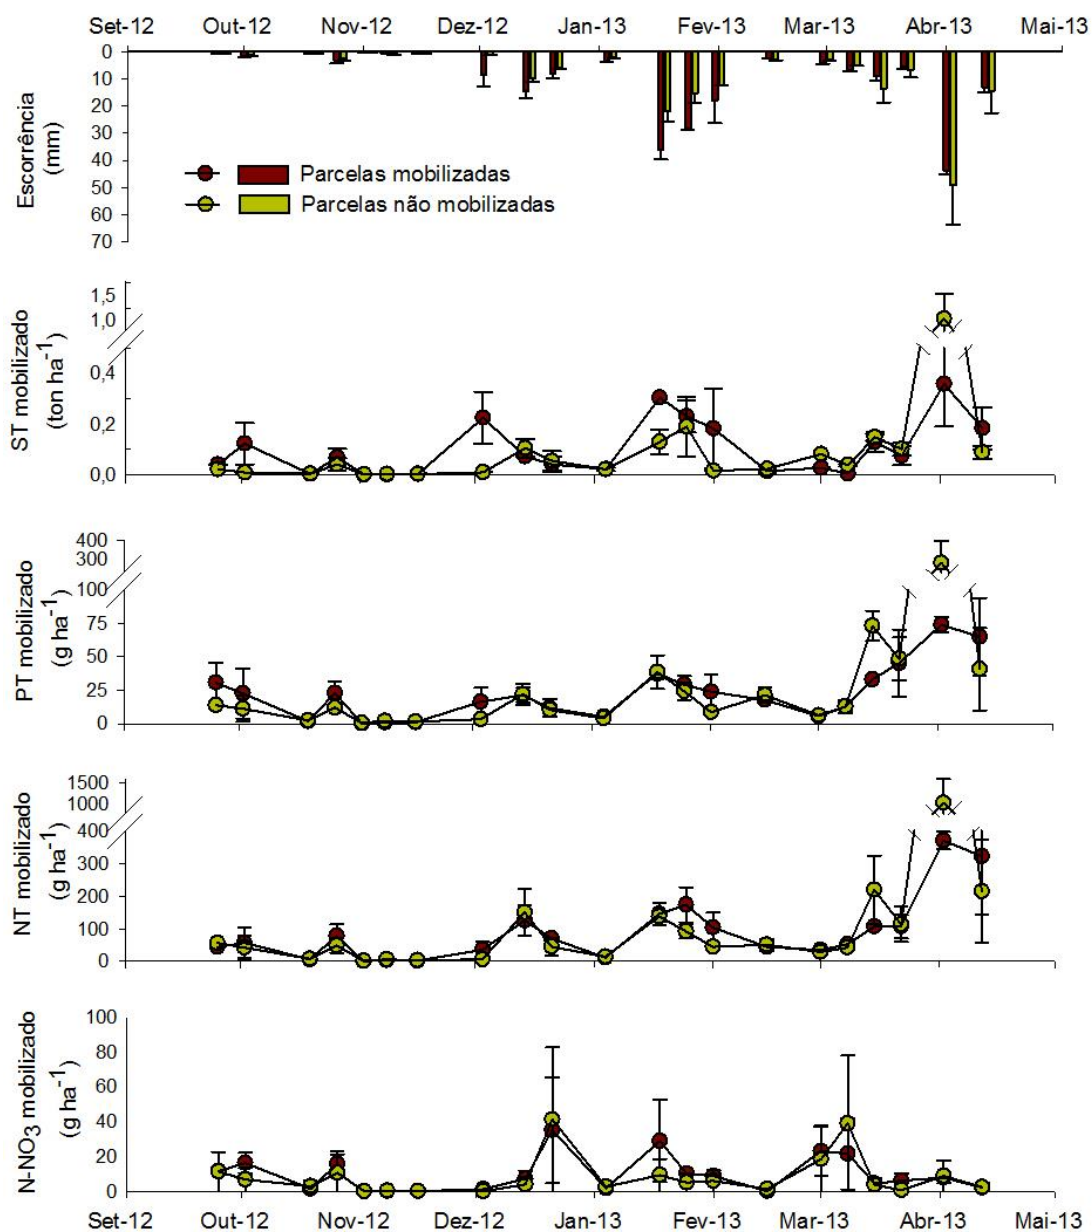 Set-12 Out-12 Nov-12 Dez-12 Jan-13 Fev-13 Mar-13 Abr-13 Mai-13
Escorrência
(mm)
0
10
20
30
40
50
60
70
Parcelas mobilizadas
Parcelas não mobilizadas
ST mobilizado
(ton ha⁻¹)
1,5
1,0
0,4
0,2
0,0
PT mobilizado
(g ha⁻¹)
400
300
100
75
50
25
0
NT mobilizado
(g ha⁻¹)
1500
1000
400
300
200
100
0
N-NO₃ mobilizado
(g ha⁻¹)
100
80
60
40
20
0
Set-12 Out-12 Nov-12 Dez-12 Jan-13 Fev-13 Mar-13 Abr-13 Mai-13